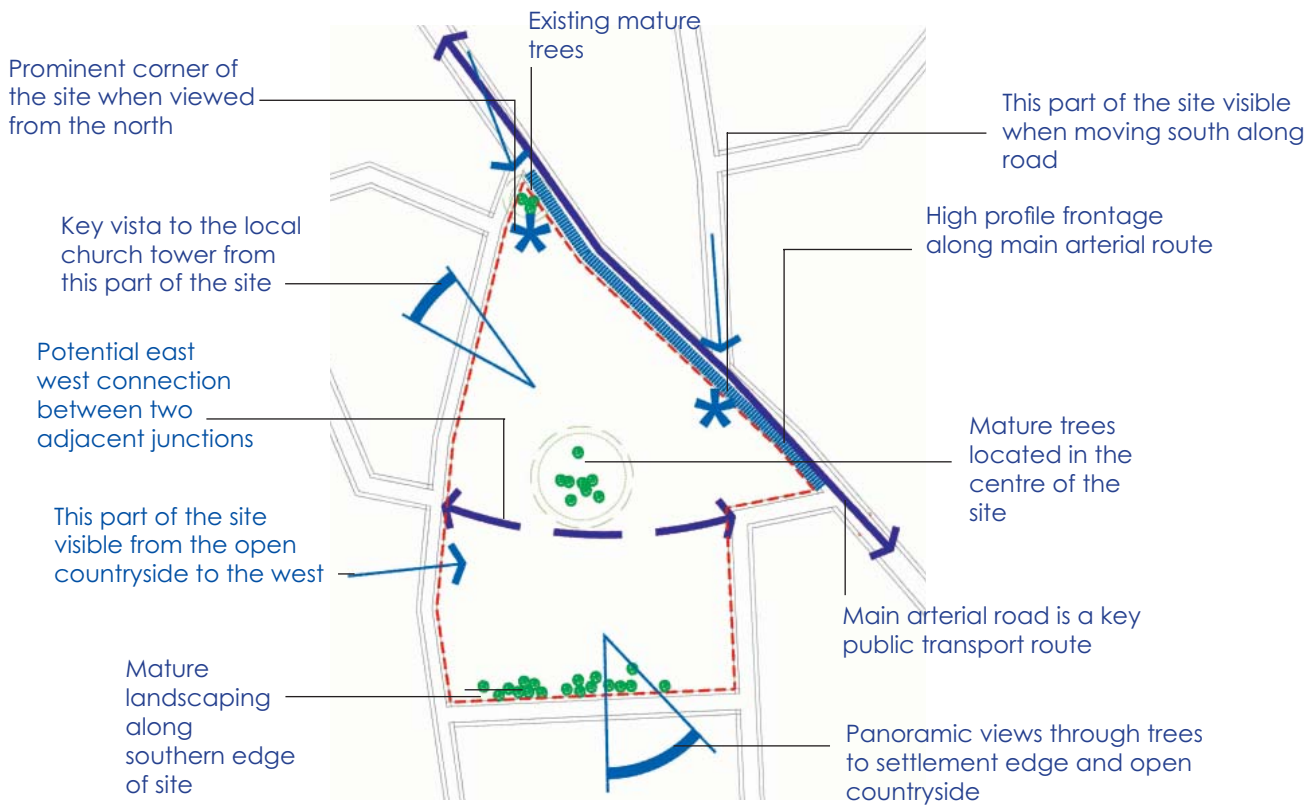 Existing mature
trees
Prominent corner of
the site when viewed
from the north
This part of the site visible
when moving south along
road
Key vista to the local
church tower from
this part of the site
High profile frontage
along main arterial route
Potential east
west connection
between two
adjacent junctions
Mature trees
located in the
centre of the
site
This part of the site
visible from the open
countryside to the west
Main arterial road is a key
public transport route
Mature
landscaping
along
southern edge
of site
Panoramic views through trees
to settlement edge and open
countryside